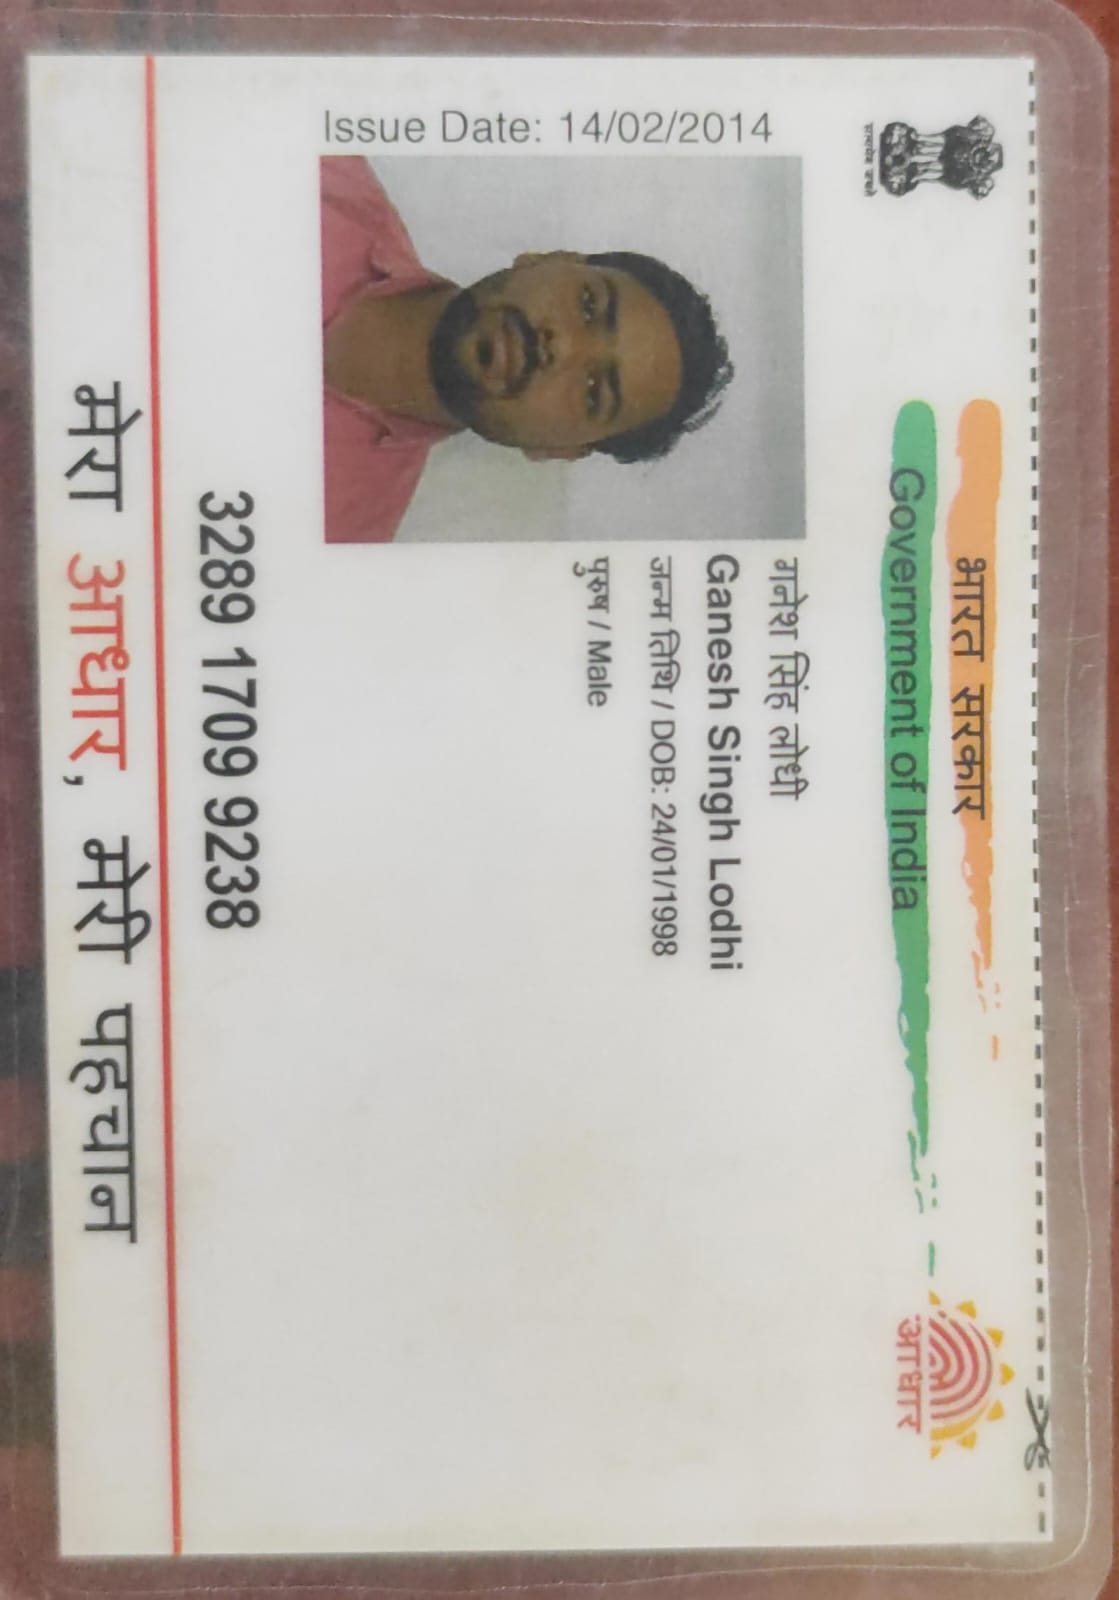 भारत सरकार
Government of India
सत्यमेव जयते
Issue Date: 14/02/2014
गनेश सिंह लोधी
Ganesh Singh Lodhi
जन्म तिथि / DOB: 24/01/1998
पुरुष / Male
3289 1709 9238
आधार
मेरा आधार, मेरी पहचान